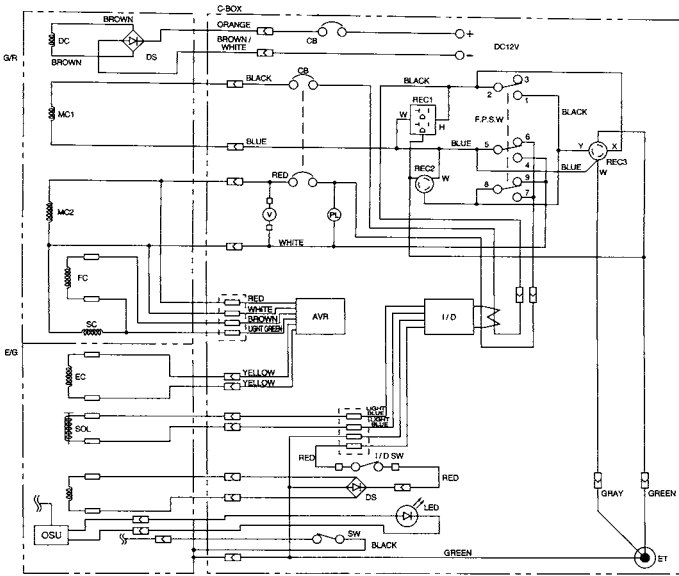 C-BOX
BROWN
ORANGE
DC
DS
BROWN /
WHITE
CB
+
−
DC12V
G/R
BROWN
BLACK
CB
BLACK
3
2
1
REC1
W
H
F.P.S.W
BLACK
MC1
BLUE
BLUE
5
6
4
Y
X
REC3
W
BLUE
RED
REC2
W
8
9
7
MC2
V
PL
WHITE
FC
RED
WHITE
BROWN
LIGHT GREEN
AVR
I / D
SC
E/G
EC
YELLOW
YELLOW
SOL
LIGHT
BLUE
LIGHT
BLUE
RED
I / D SW
RED
DS
GRAY
GREEN
LED
OSU
SW
BLACK
GREEN
ET